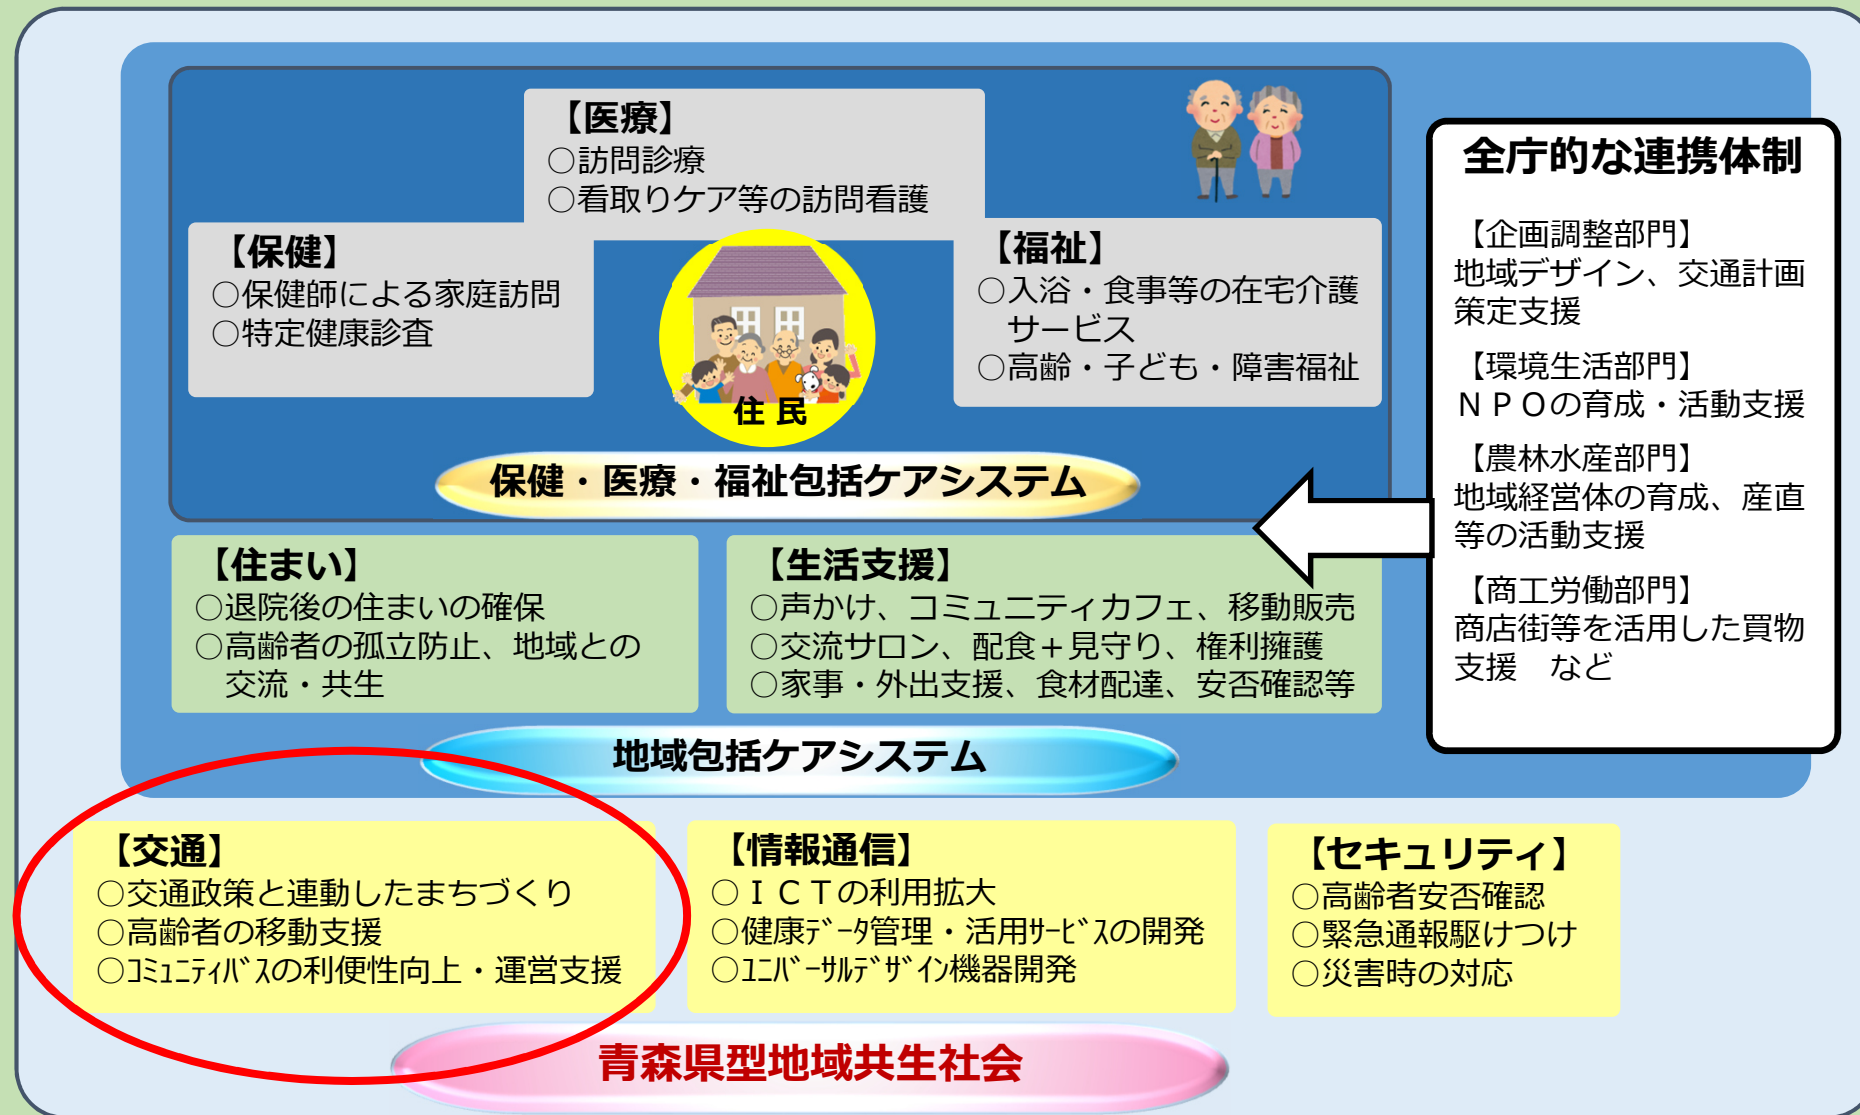 【医療】
○訪問診療
○看取りケア等の訪問看護
【保健】
○保健師による家庭訪問
○特定健康診査
【福祉】
○入浴・食事等の在宅介護
サービス
○高齢・子ども・障害福祉
住民
保健・医療・福祉包括ケアシステム
【住まい】
○退院後の住まいの確保
○高齢者の孤立防止、地域との
交流・共生
【生活支援】
○声かけ、コミュニティカフェ、移動販売
○交流サロン、配食＋見守り、権利擁護
○家事・外出支援、食材配達、安否確認等
地域包括ケアシステム
全庁的な連携体制
【企画調整部門】
地域デザイン、交通計画
策定支援
【環境生活部門】
ＮＰＯの育成・活動支援
【農林水産部門】
地域経営体の育成、産直
等の活動支援
【商工労働部門】
商店街等を活用した買物
支援　など
【交通】
○交通政策と連動したまちづくり
○高齢者の移動支援
○ｺﾐｭﾆﾃｨﾊﾞｽの利便性向上・運営支援
【情報通信】
○ＩＣＴの利用拡大
○健康ﾃﾞｰﾀ管理・活用ｻｰﾋﾞｽの開発
○ﾕﾆﾊﾞｰｻﾙﾃﾞｻﾞｲﾝ機器開発
【セキュリティ】
○高齢者安否確認
○緊急通報駆けつけ
○災害時の対応
青森県型地域共生社会